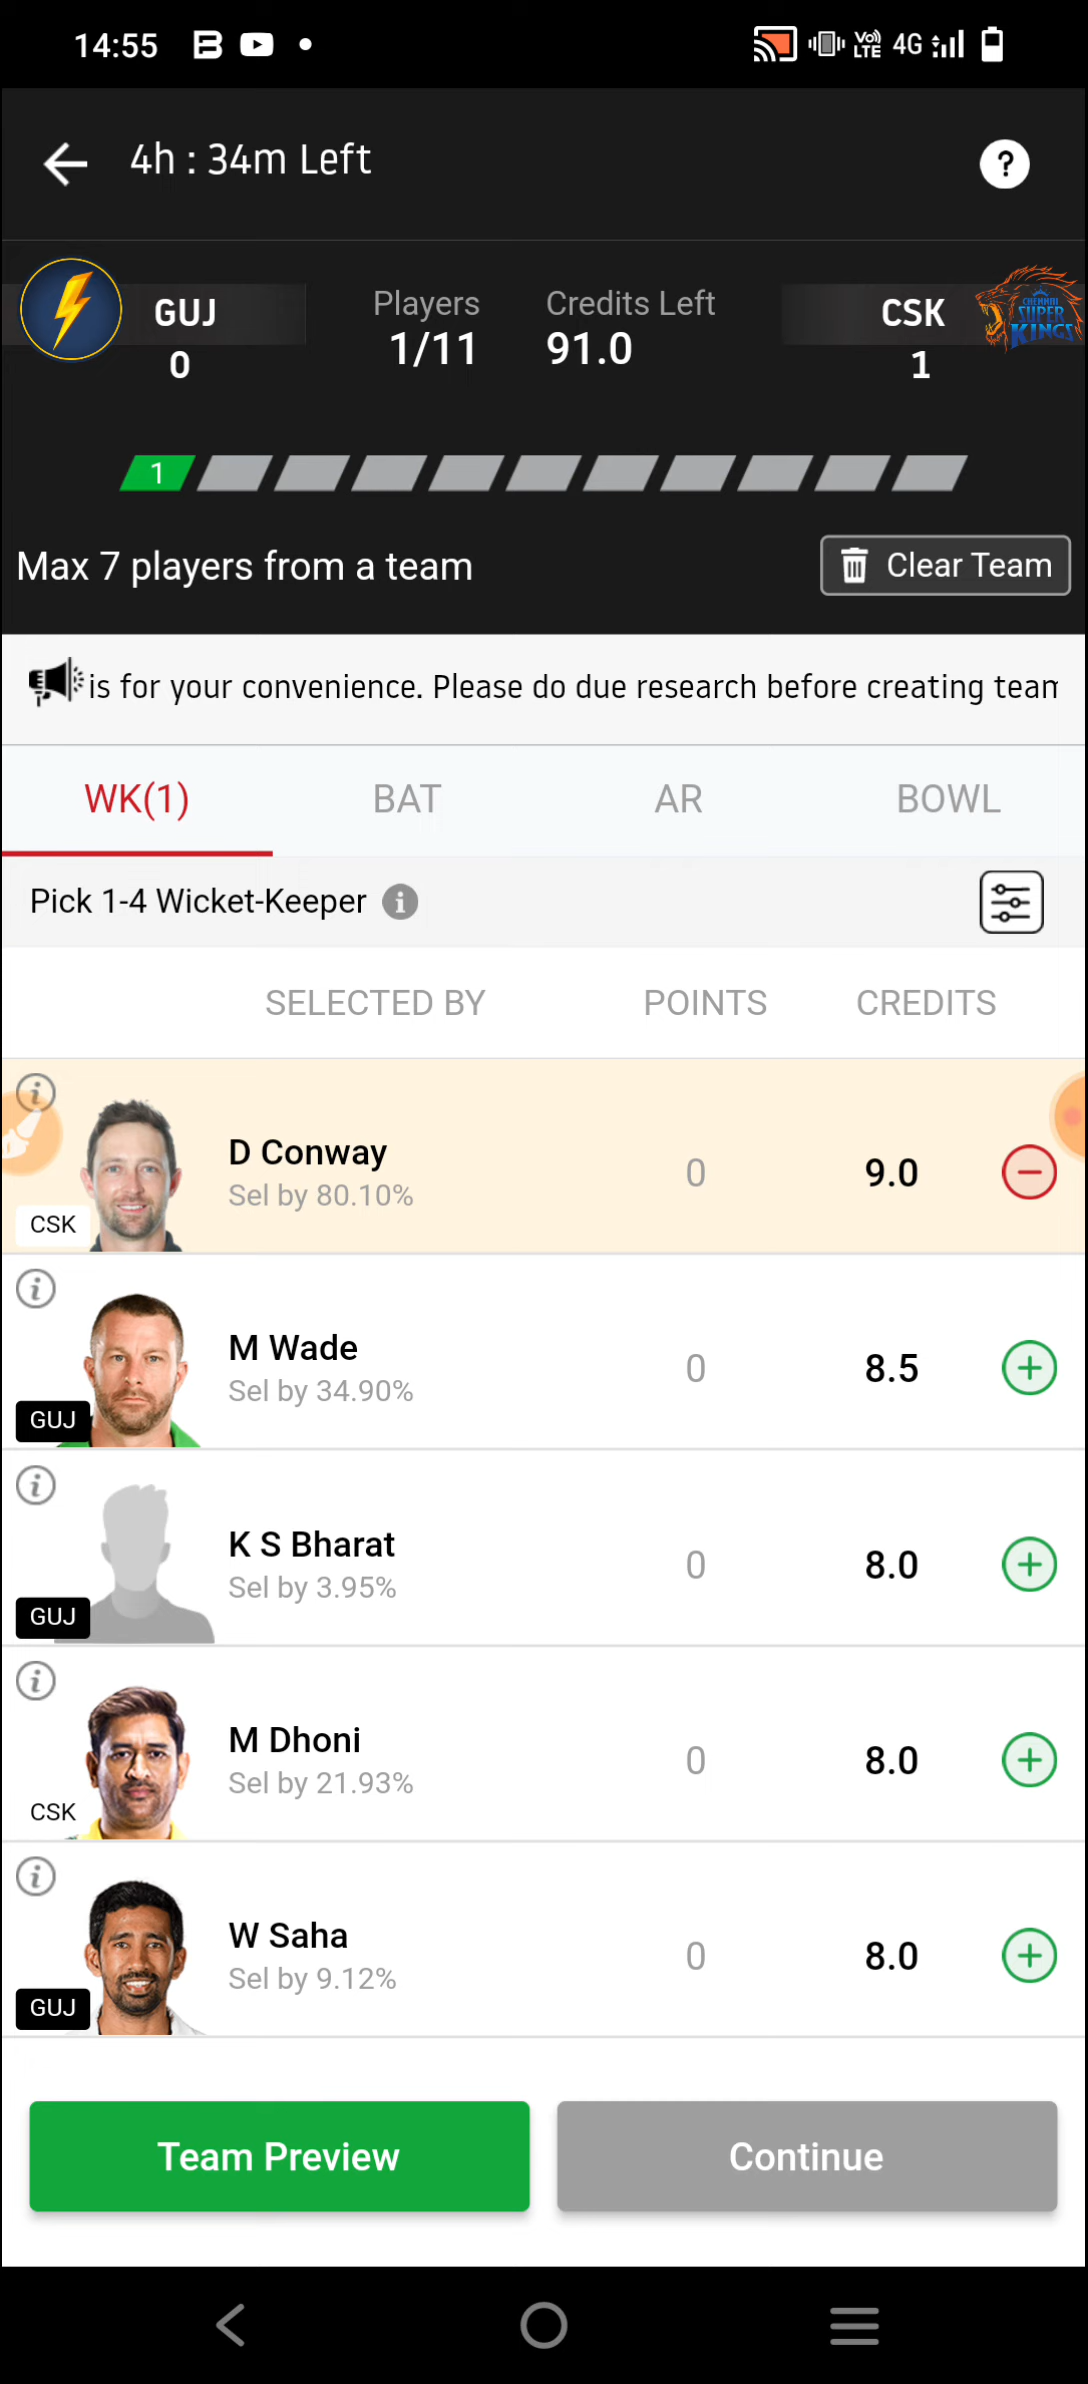 14:55
Vo) LTE 4G
4h : 34m Left
?
GUJ
Players
Credits Left
CSK
CHENNAI SUPER KINGS
0
1/11
91.0
1
1
Max 7 players from a team
Clear Team
is for your convenience. Please do due research before creating team
WK(1)
BAT
AR
BOWL
Pick 1-4 Wicket-Keeper
i
SELECTED BY
POINTS
CREDITS
i
D Conway
Sel by 80.10%
CSK
0
9.0
i
M Wade
Sel by 34.90%
GUJ
0
8.5
i
K S Bharat
Sel by 3.95%
GUJ
0
8.0
i
M Dhoni
Sel by 21.93%
CSK
0
8.0
i
W Saha
Sel by 9.12%
GUJ
0
8.0
Team Preview
Continue